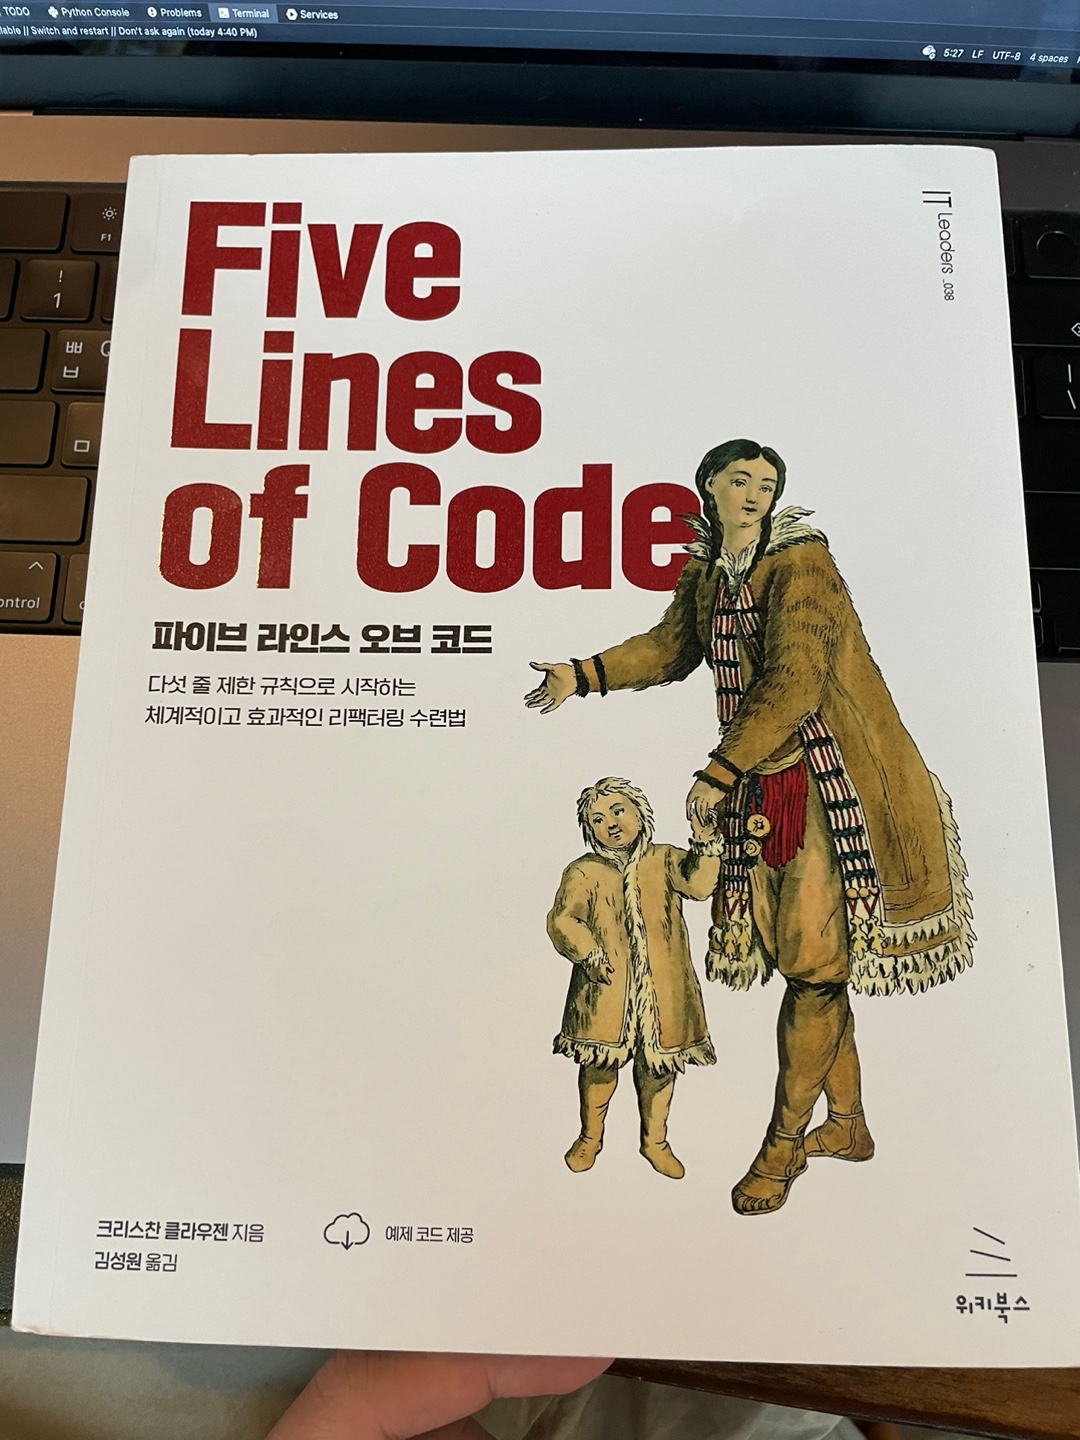 TODO Python Console Problems Terminal Services
lable || Switch and restart || Don't ask again (today 4:40 PM)
5:27 LF UTF-8 4 spaces
F1
!
1
ㅃ
ㅂ
ㅁ
ontrol
IT Leaders _038
Five
Lines
of Code
파이브 라인스 오브 코드
다섯 줄 제한 규칙으로 시작하는
체계적이고 효과적인 리팩터링 수련법
크리스찬 클라우젠 지음
김성원 옮김
예제 코드 제공
위키북스